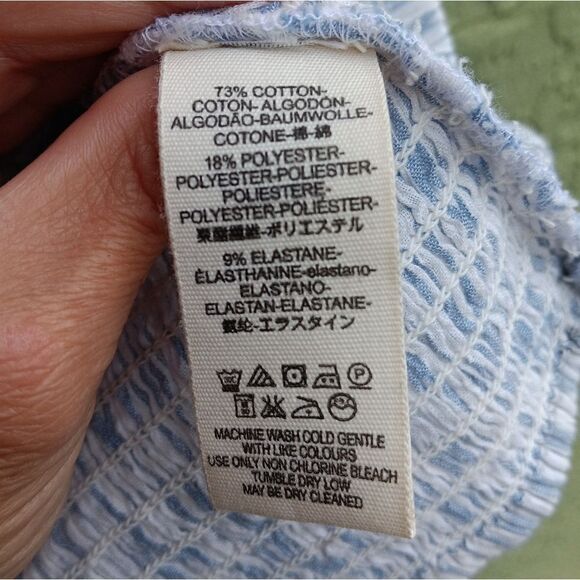 73% COTTON-
COTON-ALGODÓN-
ALGODÃO-BAUMWOLLE-
COTONE-棉-綿
18% POLYESTER-
POLYESTER-POLIÉSTER-
POLIESTERE-
POLYESTER-POLIÉSTER-
聚酯纖维-ポリエステル
9% ELASTANE-
ÉLASTHANNE-elastano-
ELASTANO-
ELASTAN-ELASTANE-
氨纶-エラスタイン
P
MACHINE WASH COLD GENTLE
WITH LIKE COLOURS
USE ONLY NON CHLORINE BLEACH
TUMBLE DRY LOW
MAY BE DRY CLEANED